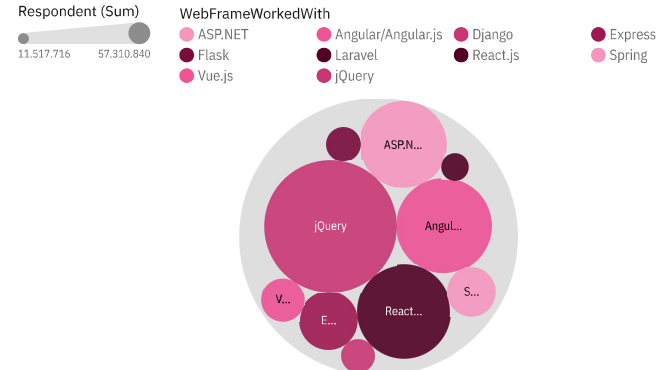 Respondent (Sum)
11.517.716 57.310.840
WebFrameWorkedWith
ASP.NET Angular/Angular.js Django Express
Flask Laravel React.js Spring
Vue.js jQuery
ASP.N...
jQuery
Angul...
V...
S...
E...
React...